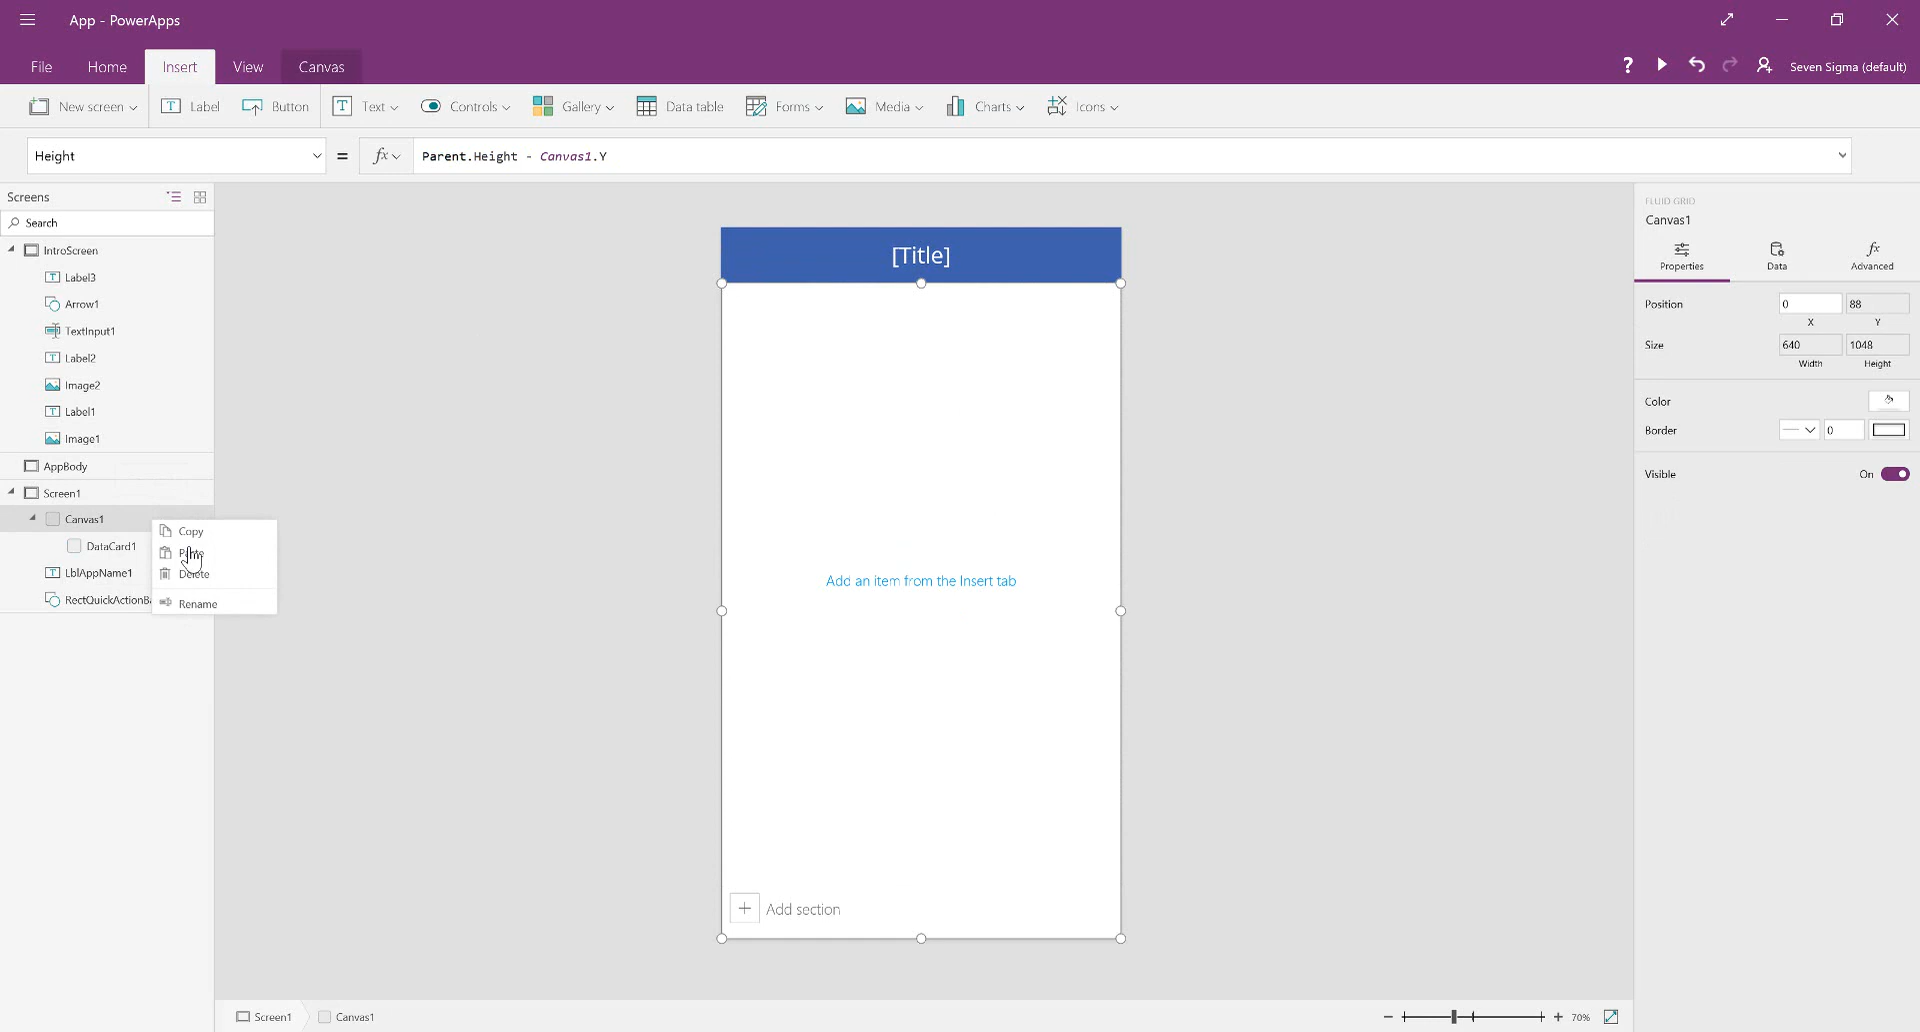 App - PowerApps
File Home Insert View Canvas
? Seven Sigma (default)
New screen Label Button Text Controls Gallery Data table Forms Media Charts Icons
Height = fx Parent.Height - Canvas1.Y
Screens
Search
IntroScreen
Label3
Arrow1
TextInput1
Label2
Image2
Label1
Image1
AppBody
Screen1
Canvas1
DataCard1
LblAppName1
Copy
Delete
Rename
[Title]
Add an item from the Insert tab
Add section
FLUID GRID
Canvas1
Properties Data Advanced
Position 0 88
X Y
Size 640 1048
Width Height
Color
Border 0
Visible On
Screen1 Canvas1
70%